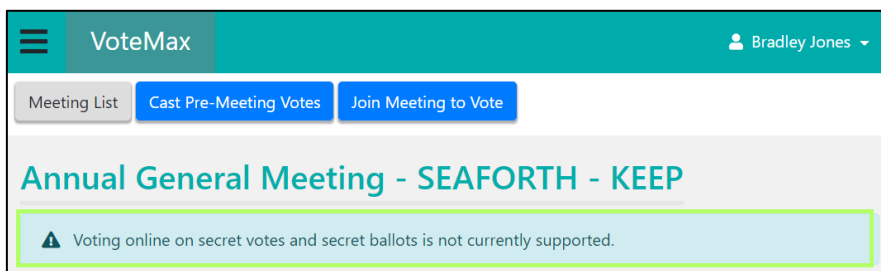 VoteMax
Bradley Jones
Meeting List Cast Pre-Meeting Votes Join Meeting to Vote
Annual General Meeting - SEAFORTH - KEEP
Voting online on secret votes and secret ballots is not currently supported.